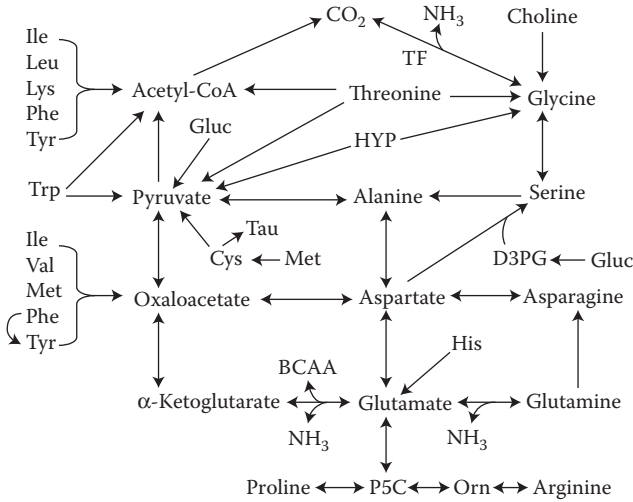 CO2 NH3 Choline
Ile
Leu
Lys
Phe
Tyr
TF
Acetyl-CoA Threonine Glycine
Gluc
HYP
Trp Pyruvate Alanine Serine
Tau
Cys Met D3PG Gluc
Ile
Val
Met
Phe
Tyr
Oxaloacetate Aspartate Asparagine
His
BCAA
α-Ketoglutarate Glutamate Glutamine
NH3 NH3
Proline P5C Orn Arginine